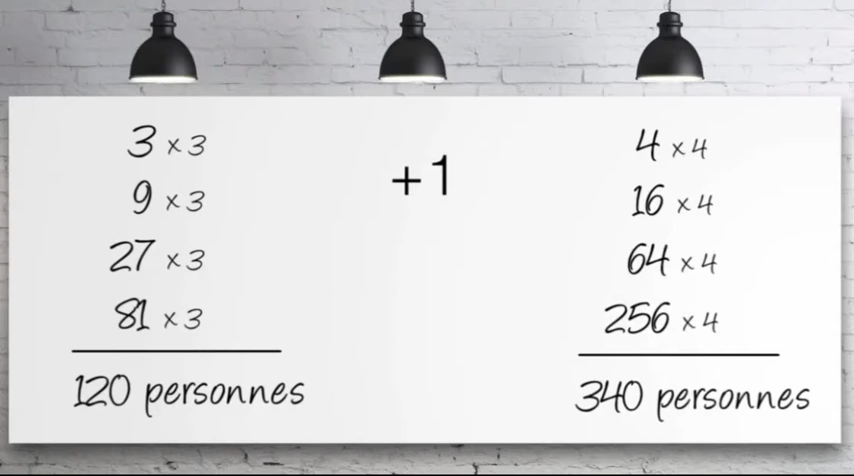 3 x 3
9 x 3
27 x 3
81 x 3
120 personnes
+1
4 x 4
16 x 4
64 x 4
256 x 4
340 personnes